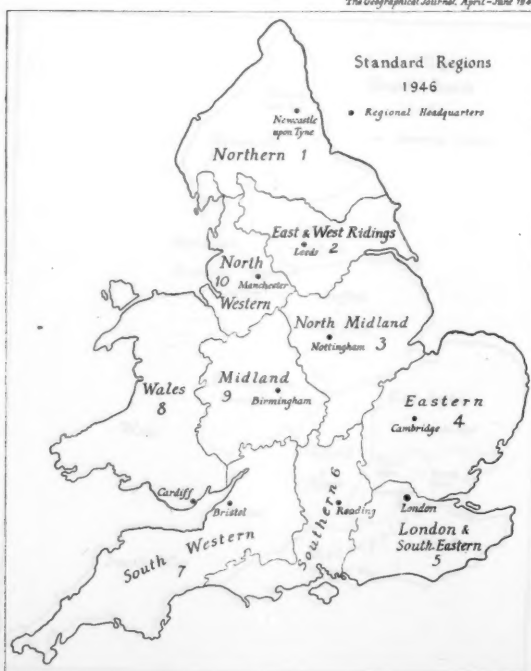 The Geographical Journal, April–June 194
Standard Regions
1946
Regional Headquarters
Newcastle
upon Tyne
Northern 1
East & West Ridings
Leeds 2
North
10 Manchester
Western
North Midland
Nottingham 3
Wales
8
Midland
9
Birmingham
Eastern
Cambridge 4
Cardiff
Bristol
South Western
7
Southern 6
Reading
London
London &
South-Eastern
5